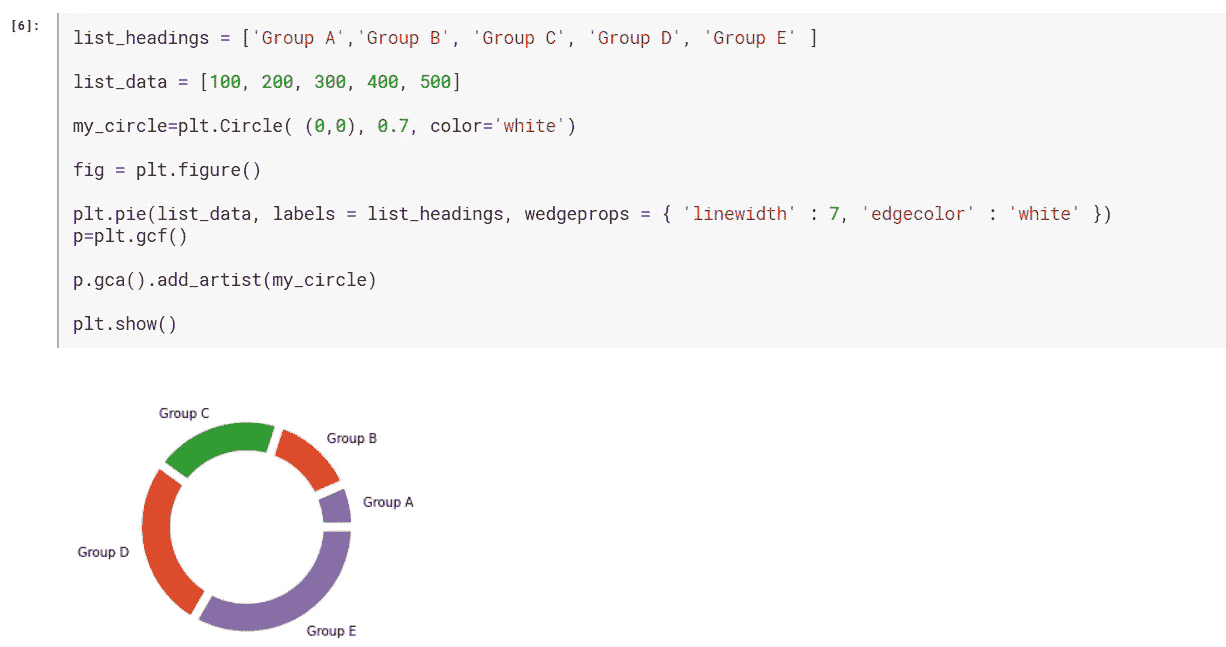 [6]:
list_headings = ['Group A','Group B', 'Group C', 'Group D', 'Group E' ]
list_data = [100, 200, 300, 400, 500]
my_circle=plt.Circle( (0,0), 0.7, color='white')
fig = plt.figure()
plt.pie(list_data, labels = list_headings, wedgeprops = { 'linewidth' : 7, 'edgecolor' : 'white' })
p=plt.gcf()
p.gca().add_artist(my_circle)
plt.show()
Group C
Group B
Group A
Group D
Group E